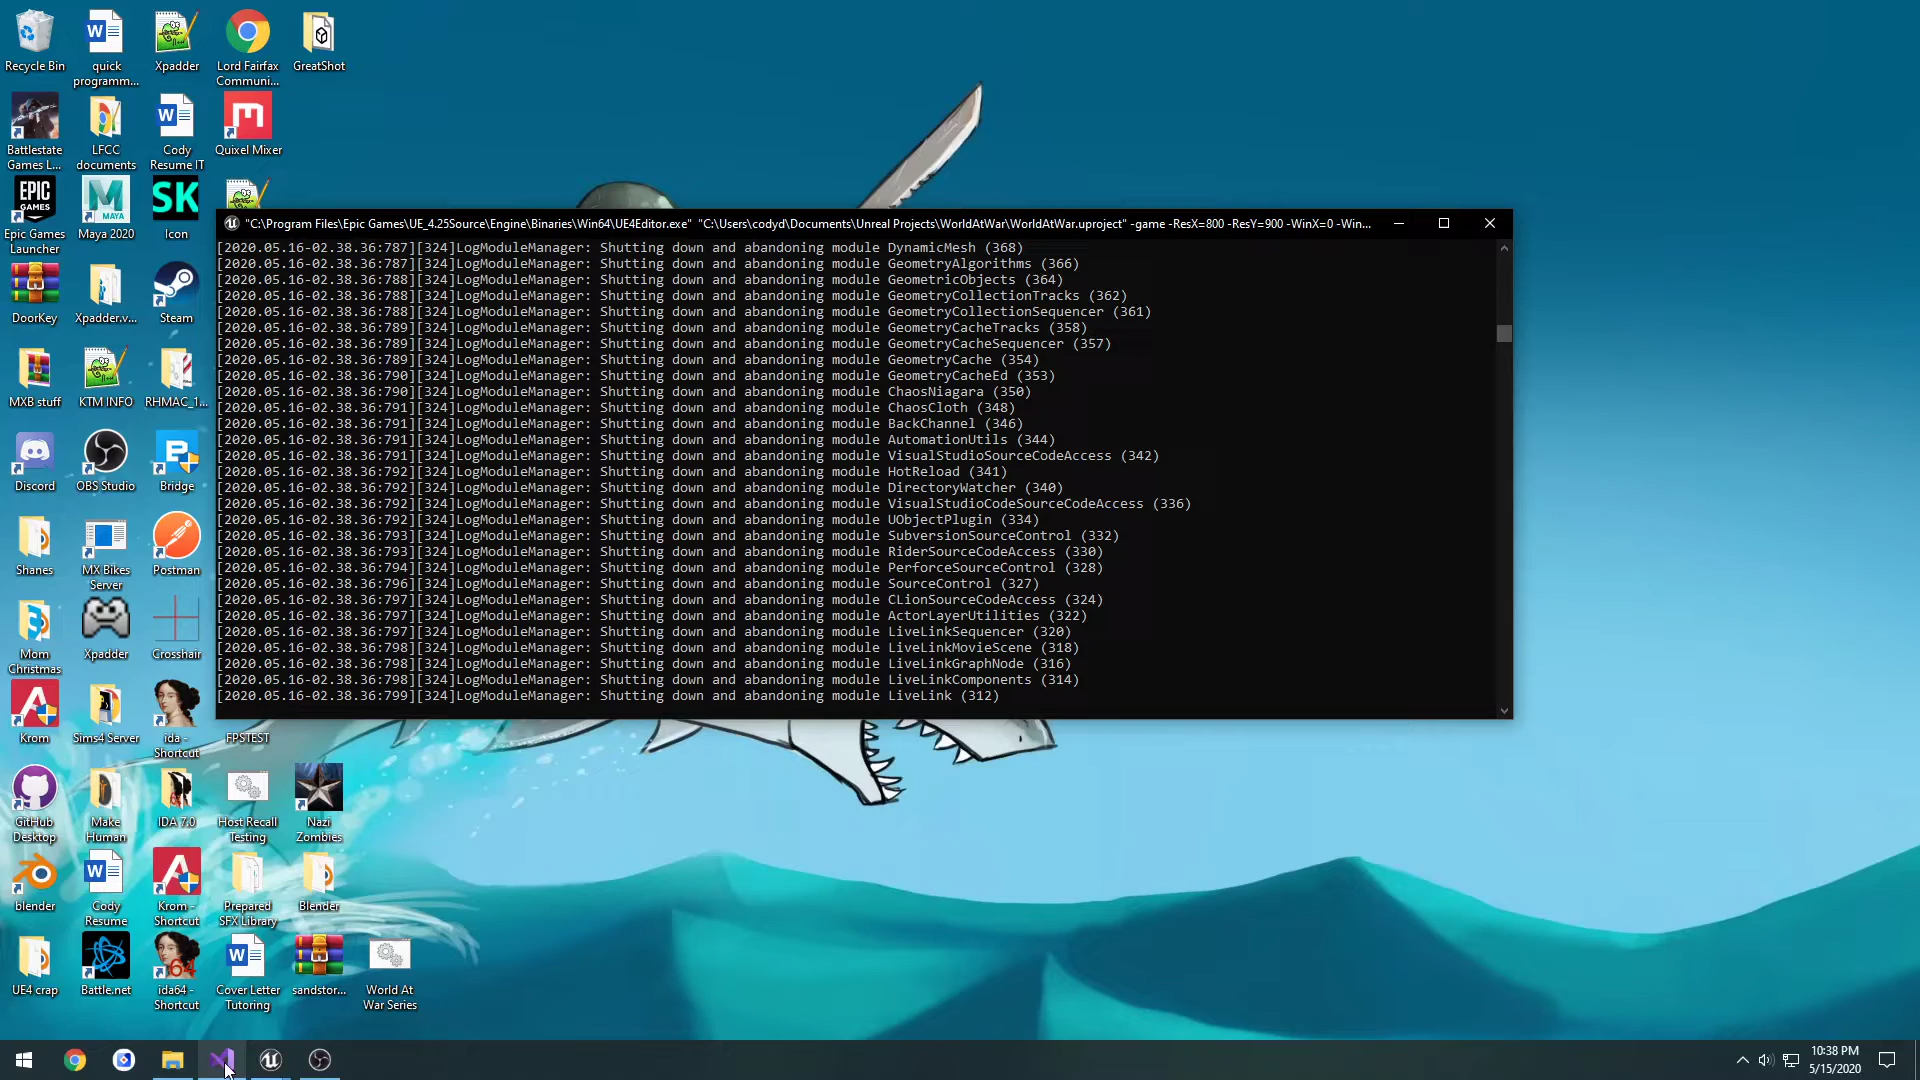 Recycle Bin
quick
programm...
Xpadder
Lord Fairfax
Communi...
GreatShot
Battlestate
Games L...
LFCC
documents
Cody
Resume IT
Quixel Mixer
EPIC
GAMES
Epic Games
Launcher
Maya 2020
SK
Icon
DoorKey
Xpadder.v...
Steam
MXB stuff
KTM INFO
RHMAC_1...
Discord
OBS Studio
Bridge
Shanes
MX Bikes
Server
Postman
Mom
Christmas
Xpadder
Crosshair
Krom
Sims4 Server
ida -
Shortcut
FPSTEST
GitHub
Desktop
Make
Human
IDA 7.0
Host Recall
Testing
Nazi
Zombies
blender
Cody
Resume
Krom -
Shortcut
Prepared
SFX Library
Blender
UE4 crap
Battle.net
64
ida64 -
Shortcut
Cover Letter
Tutoring
sandstor...
World At
War Series
"C:\Program Files\Epic Games\UE_4.25Source\Engine\Binaries\Win64\UE4Editor.exe" "C:\Users\codyd\Documents\Unreal Projects\WorldAtWar\WorldAtWar.uproject" -game -ResX=800 -ResY=900 -WinX=0 -Win...
[2020.05.16-02.38.36:787][324]LogModuleManager: Shutting down and abandoning module DynamicMesh (368)
[2020.05.16-02.38.36:787][324]LogModuleManager: Shutting down and abandoning module GeometryAlgorithms (366)
[2020.05.16-02.38.36:788][324]LogModuleManager: Shutting down and abandoning module GeometricObjects (364)
[2020.05.16-02.38.36:788][324]LogModuleManager: Shutting down and abandoning module GeometryCollectionTracks (362)
[2020.05.16-02.38.36:788][324]LogModuleManager: Shutting down and abandoning module GeometryCollectionSequencer (361)
[2020.05.16-02.38.36:789][324]LogModuleManager: Shutting down and abandoning module GeometryCacheTracks (358)
[2020.05.16-02.38.36:789][324]LogModuleManager: Shutting down and abandoning module GeometryCacheSequencer (357)
[2020.05.16-02.38.36:789][324]LogModuleManager: Shutting down and abandoning module GeometryCache (354)
[2020.05.16-02.38.36:790][324]LogModuleManager: Shutting down and abandoning module GeometryCacheEd (353)
[2020.05.16-02.38.36:790][324]LogModuleManager: Shutting down and abandoning module ChaosNiagara (350)
[2020.05.16-02.38.36:791][324]LogModuleManager: Shutting down and abandoning module ChaosCloth (348)
[2020.05.16-02.38.36:791][324]LogModuleManager: Shutting down and abandoning module BackChannel (346)
[2020.05.16-02.38.36:791][324]LogModuleManager: Shutting down and abandoning module AutomationUtils (344)
[2020.05.16-02.38.36:791][324]LogModuleManager: Shutting down and abandoning module VisualStudioSourceCodeAccess (342)
[2020.05.16-02.38.36:792][324]LogModuleManager: Shutting down and abandoning module HotReload (341)
[2020.05.16-02.38.36:792][324]LogModuleManager: Shutting down and abandoning module DirectoryWatcher (340)
[2020.05.16-02.38.36:792][324]LogModuleManager: Shutting down and abandoning module VisualStudioCodeSourceCodeAccess (336)
[2020.05.16-02.38.36:792][324]LogModuleManager: Shutting down and abandoning module UObjectPlugin (334)
[2020.05.16-02.38.36:793][324]LogModuleManager: Shutting down and abandoning module SubversionSourceControl (332)
[2020.05.16-02.38.36:793][324]LogModuleManager: Shutting down and abandoning module RiderSourceCodeAccess (330)
[2020.05.16-02.38.36:794][324]LogModuleManager: Shutting down and abandoning module PerforceSourceControl (328)
[2020.05.16-02.38.36:796][324]LogModuleManager: Shutting down and abandoning module SourceControl (327)
[2020.05.16-02.38.36:797][324]LogModuleManager: Shutting down and abandoning module CLionSourceCodeAccess (324)
[2020.05.16-02.38.36:797][324]LogModuleManager: Shutting down and abandoning module ActorLayerUtilities (322)
[2020.05.16-02.38.36:797][324]LogModuleManager: Shutting down and abandoning module LiveLinkSequencer (320)
[2020.05.16-02.38.36:798][324]LogModuleManager: Shutting down and abandoning module LiveLinkMovieScene (318)
[2020.05.16-02.38.36:798][324]LogModuleManager: Shutting down and abandoning module LiveLinkGraphNode (316)
[2020.05.16-02.38.36:798][324]LogModuleManager: Shutting down and abandoning module LiveLinkComponents (314)
[2020.05.16-02.38.36:799][324]LogModuleManager: Shutting down and abandoning module LiveLink (312)
10:38 PM
5/15/2020